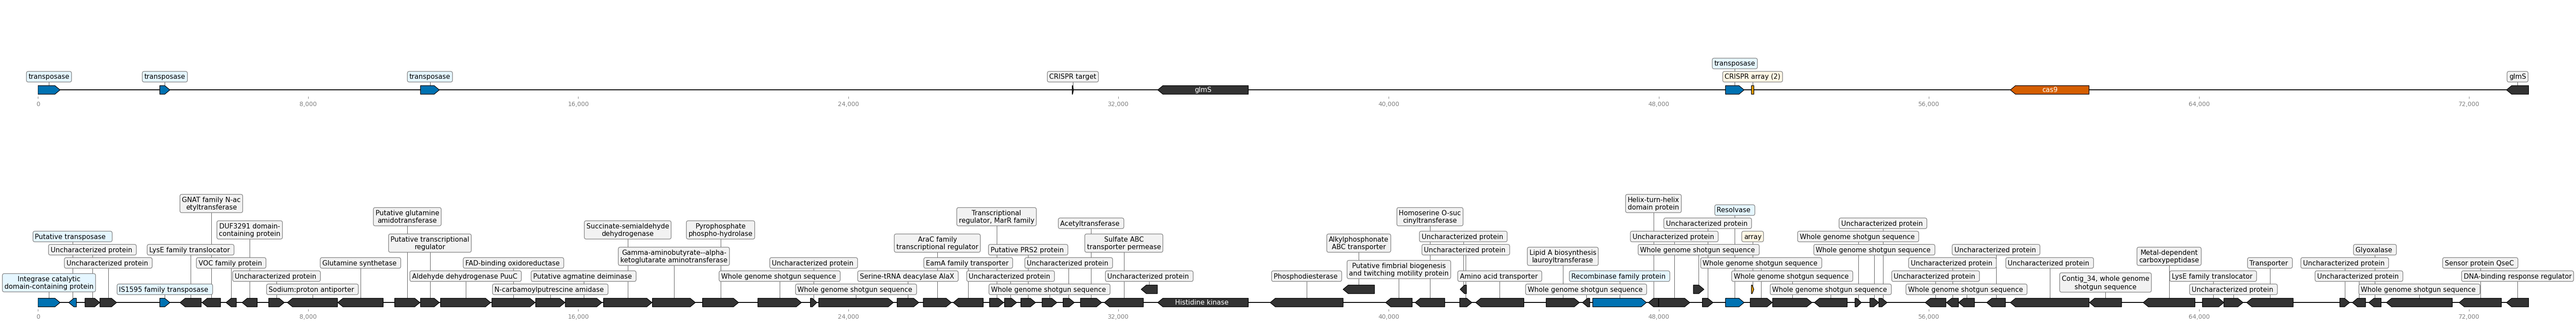 transposase
CRISPR target
transposase
transposase
transposase
CRISPR array (2)
glmS
glmS
cas9
0
8,000
16,000
24,000
32,000
40,000
48,000
56,000
64,000
72,000
GNAT family N-ac
etyltransferase
Helix-turn-helix
domain protein
Putative glutamine
amidotransferase
Transcriptional
regulator, MarR family
Homoserine O-suc
cinyltransferase
Resolvase
DUF3291 domain-
containing protein
Succinate-semialdehyde
dehydrogenase
Pyrophosphate
phospho-hydrolase
Acetyltransferase
Uncharacterized protein
Uncharacterized protein
Putative transposase
Putative transcriptional
regulator
AraC family
transcriptional regulator
Sulfate ABC
transporter permease
Alkylphosphonate
ABC transporter
Uncharacterized protein
Uncharacterized protein
array
Whole genome shotgun sequence
Uncharacterized protein
LysE family translocator
Gamma-aminobutyrate--alpha-
ketoglutarate aminotransferase
Putative PRS2 protein
Uncharacterized protein
Lipid A biosynthesis
lauroyltransferase
Whole genome shotgun sequence
Whole genome shotgun sequence
Uncharacterized protein
Metal-dependent
carboxypeptidase
Glyoxalase
Uncharacterized protein
VOC family protein
Glutamine synthetase
FAD-binding oxidoreductase
Uncharacterized protein
EamA family transporter
Uncharacterized protein
Putative fimbrial biogenesis
and twitching motility protein
Whole genome shotgun sequence
Uncharacterized protein
Uncharacterized protein
Transporter
Uncharacterized protein
Sensor protein QseC
Integrase catalytic
domain-containing protein
Uncharacterized protein
Aldehyde dehydrogenase PuuC
Putative agmatine deiminase
Whole genome shotgun sequence
Serine-tRNA deacylase AlaX
Uncharacterized protein
Uncharacterized protein
Phosphodiesterase
Amino acid transporter
Recombinase family protein
Whole genome shotgun sequence
Uncharacterized protein
Contig_34, whole genome
shotgun sequence
LysE family translocator
Uncharacterized protein
DNA-binding response regulator
IS1595 family transposase
Sodium:proton antiporter
N-carbamoylputrescine amidase
Whole genome shotgun sequence
Whole genome shotgun sequence
Whole genome shotgun sequence
Whole genome shotgun sequence
Whole genome shotgun sequence
Uncharacterized protein
Whole genome shotgun sequence
Histidine kinase
0
8,000
16,000
24,000
32,000
40,000
48,000
56,000
64,000
72,000